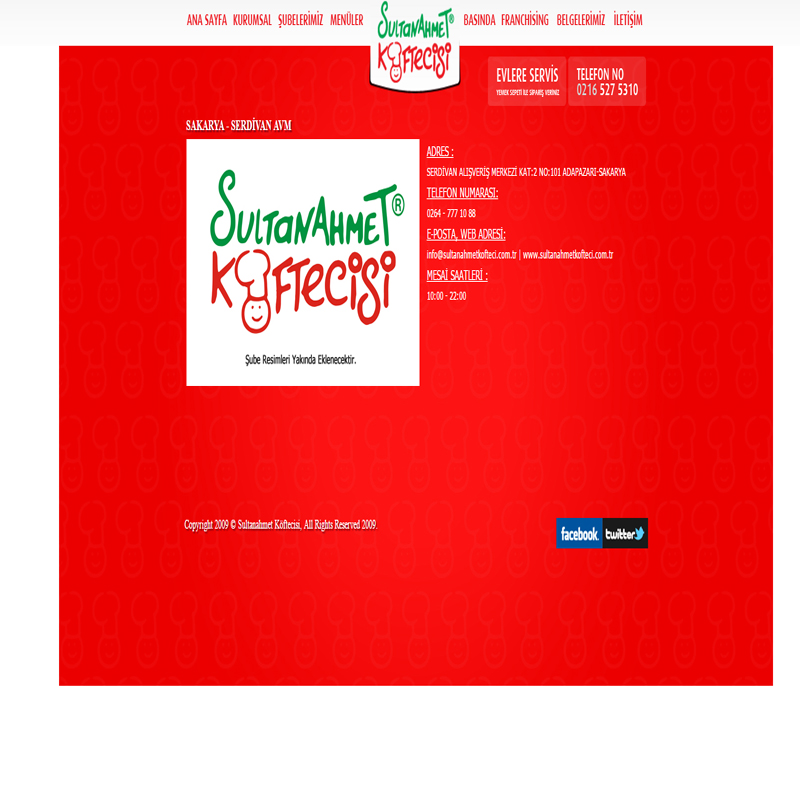 ANA SAYFA KURUMSAL ŞUBELERİMİZ MENÜLER
SULTANAHMET®
KÖFTECİSİ
BASINDA FRANCHİSİNG BELGELERİMİZ İLETİŞİM
EVLERE SERVİS
YEMEK SEPETİ İLE SİPARİŞ VERİNİZ
TELEFON NO
0216 527 5310
SAKARYA - SERDİVAN AVM
SULTANAHMET®
KÖFTECİSİ
Şube Resimleri Yakında Eklenecektir.
ADRES :
SERDİVAN ALIŞVERİŞ MERKEZİ KAT:2 NO:101 ADAPAZARI-SAKARYA
TELEFON NUMARASI:
0264 - 777 10 88
E-POSTA, WEB ADRESİ:
info@sultanahmetkofteci.com.tr | www.sultanahmetkofteci.com.tr
MESAİ SAATLERİ :
10:00 - 22:00
Copyright 2009 © Sultanahmet Köftecisi, All Rights Reserved 2009.
facebook
twitter